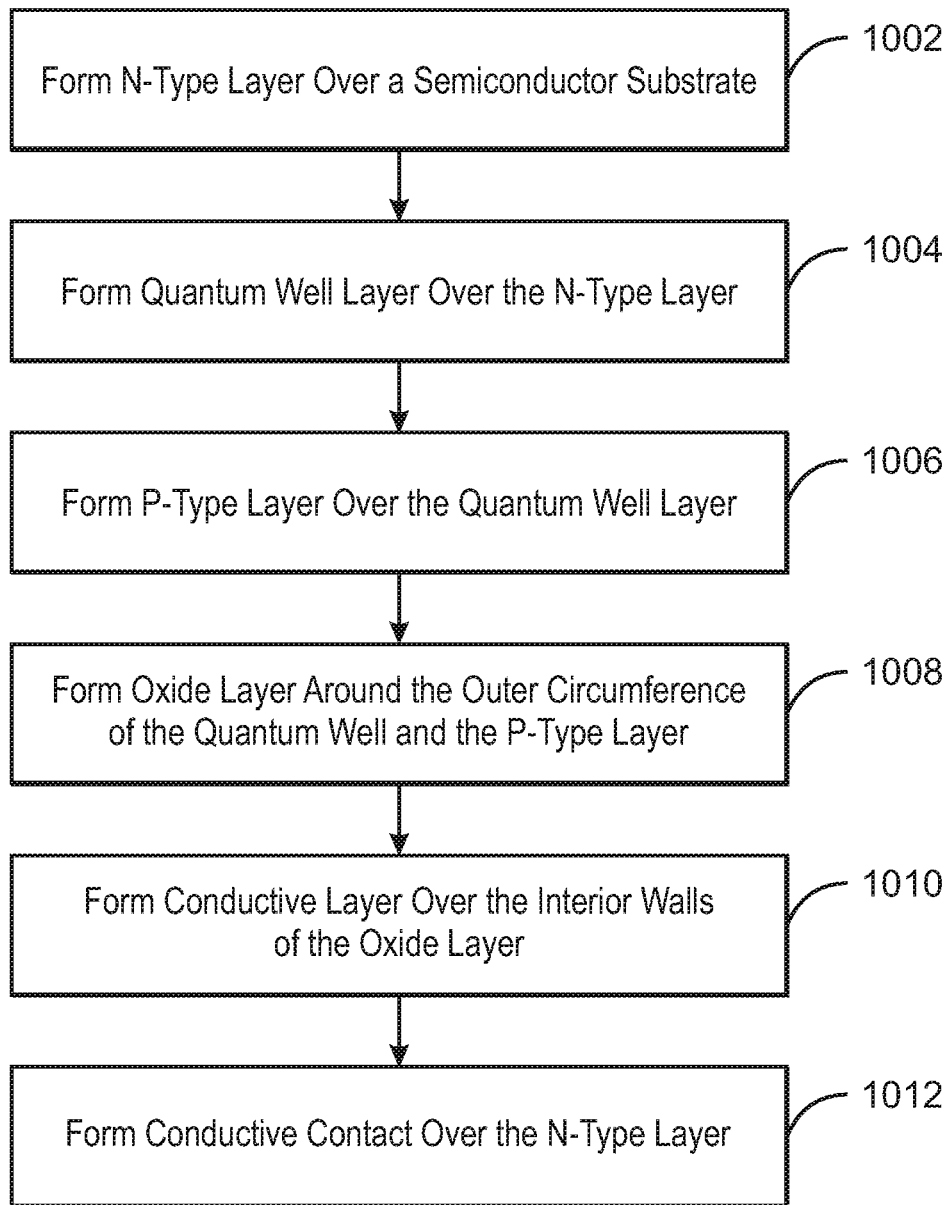 Form N-Type Layer Over a Semiconductor Substrate
1002
Form Quantum Well Layer Over the N-Type Layer
1004
Form P-Type Layer Over the Quantum Well Layer
1006
Form Oxide Layer Around the Outer Circumference
of the Quantum Well and the P-Type Layer
1008
Form Conductive Layer Over the Interior Walls
of the Oxide Layer
1010
Form Conductive Contact Over the N-Type Layer
1012